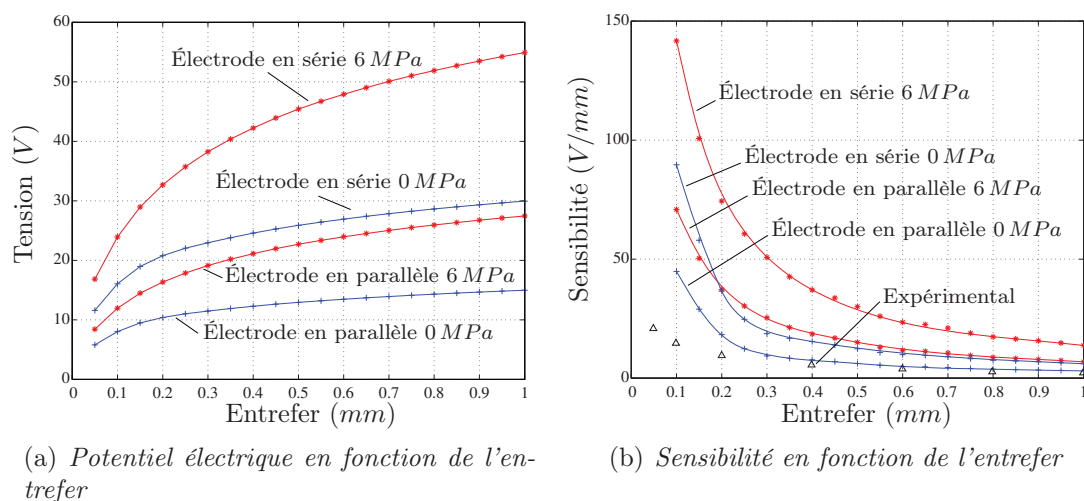 60
50
40
30
20
10
0
0 0.1 0.2 0.3 0.4 0.5 0.6 0.7 0.8 0.9 1
Tension (V)
Entrefer (mm)
Électrode en série 6 MPa
Électrode en série 0 MPa
Électrode en parallèle 6 MPa
Électrode en parallèle 0 MPa
(a) Potentiel électrique en fonction de l'en-
trefer
150
100
50
0
0 0.1 0.2 0.3 0.4 0.5 0.6 0.7 0.8 0.9 1
Sensibilité (V/mm)
Entrefer (mm)
Électrode en série 6 MPa
Électrode en série 0 MPa
Électrode en parallèle 6 MPa
Électrode en parallèle 0 MPa
Expérimental
(b) Sensibilité en fonction de l'entrefer